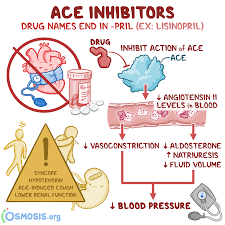 ACE INHIBITORS
DRUG NAMES END IN -PRIL (EX: LISINOPRIL)
DRUG
INHIBIT ACTION OF ACE
ACE
↓ ANGIOTENSIN II
LEVELS IN BLOOD
↓ VASOCONSTRICTION
↓ ALDOSTERONE
↑ NATRIURESIS
↓ FLUID VOLUME
SYNCOPE
HYPOTENSION
ACE-INDUCED COUGH
LOWER RENAL FUNCTION
↓ BLOOD PRESSURE
OSMOSIS.org